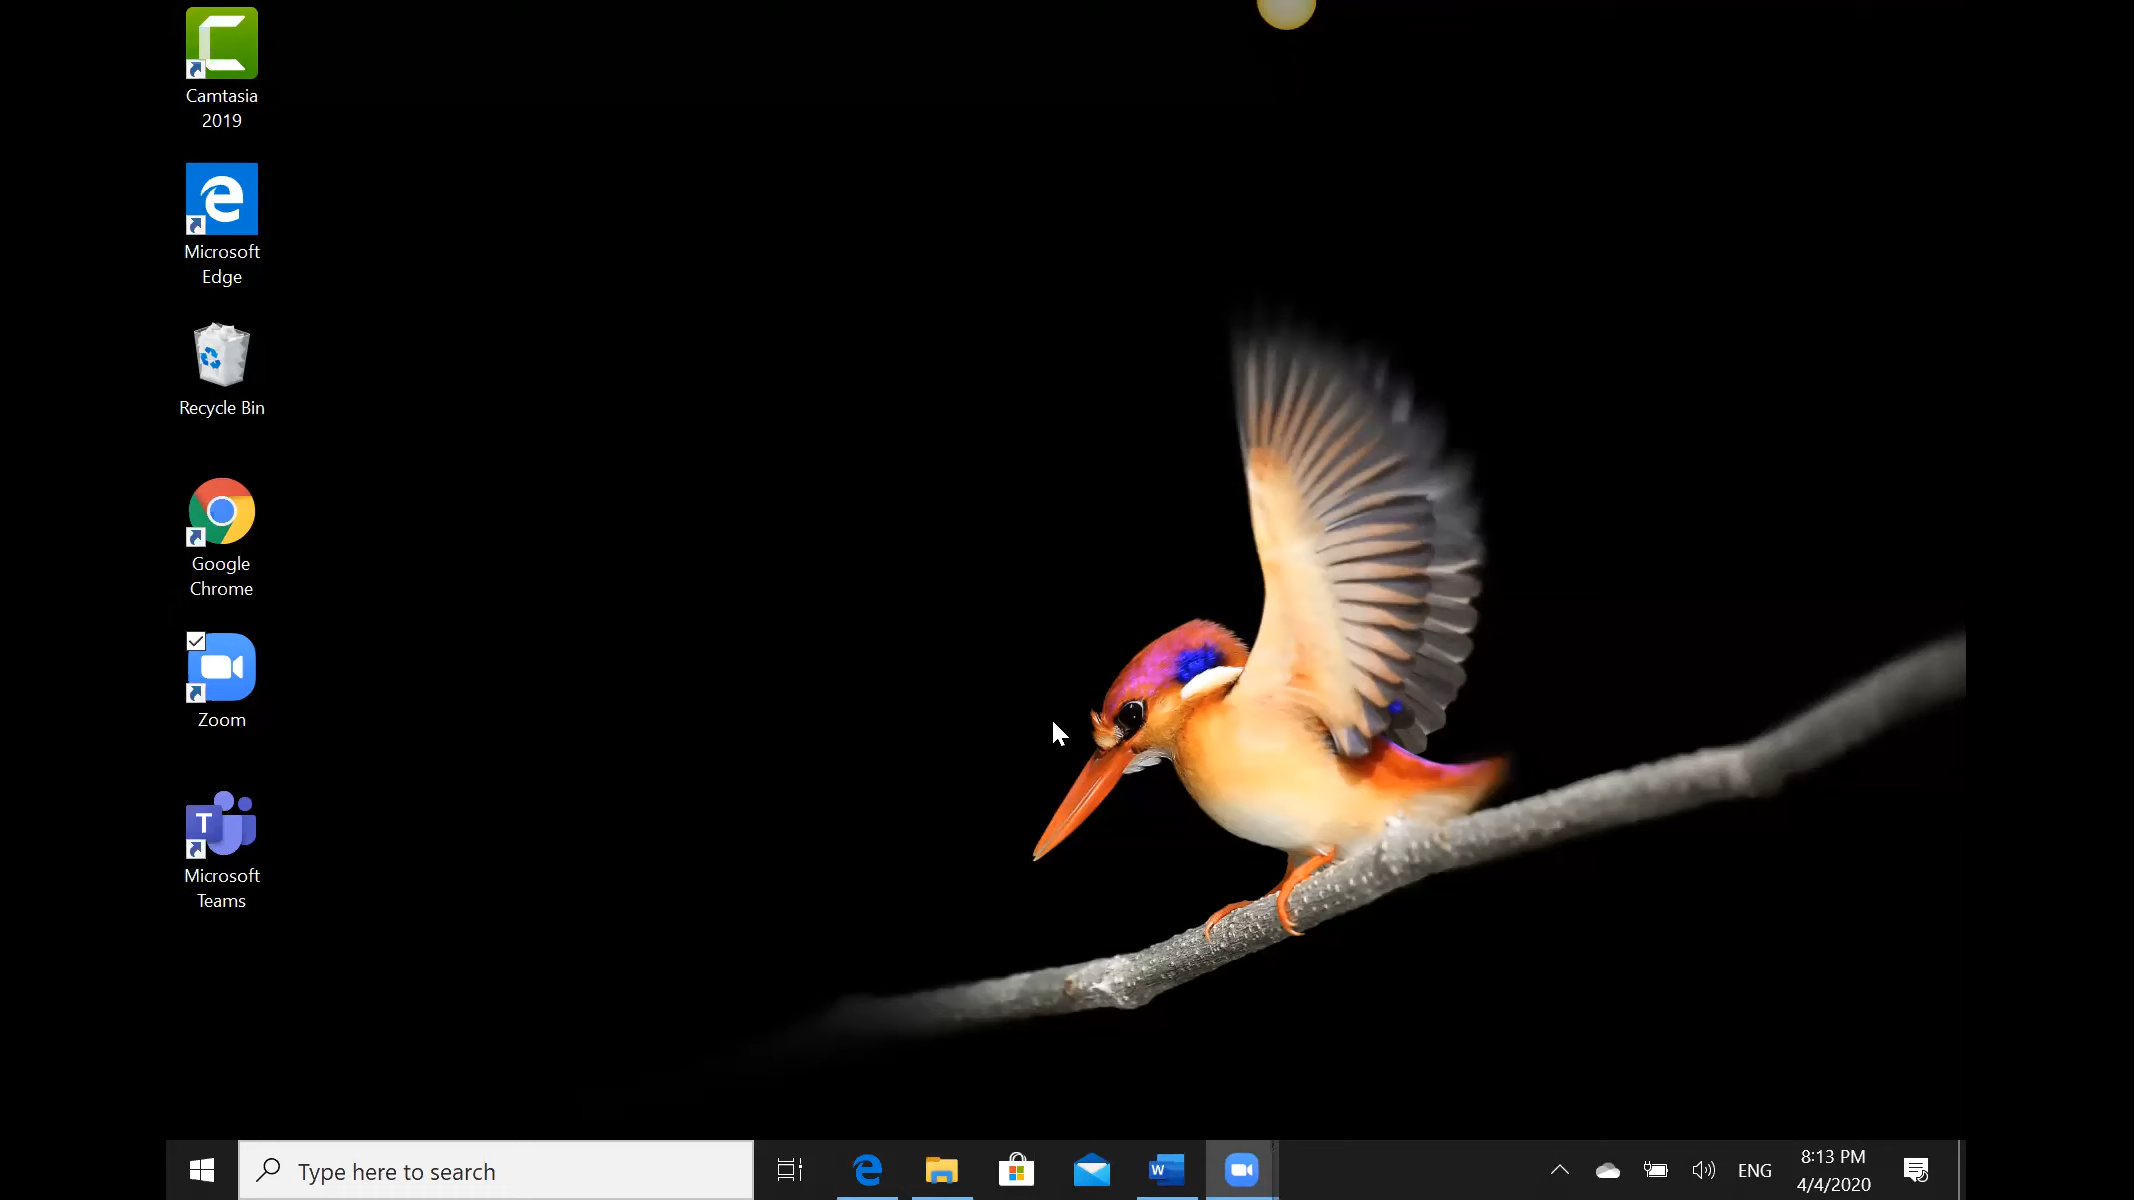 Camtasia
2019
Microsoft
Edge
Recycle Bin
Google
Chrome
Zoom
T
Microsoft
Teams
Type here to search
W
ENG
8:13 PM
4/4/2020